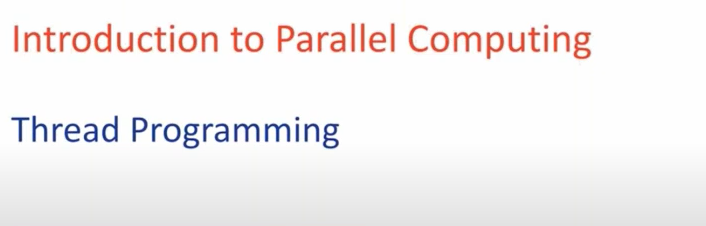 Introduction to Parallel Computing
Thread Programming